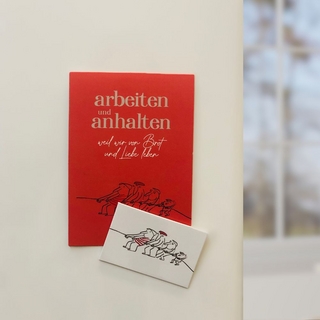 arbeiten
und
anhalten
weil wir von Brot
und Liebe leben